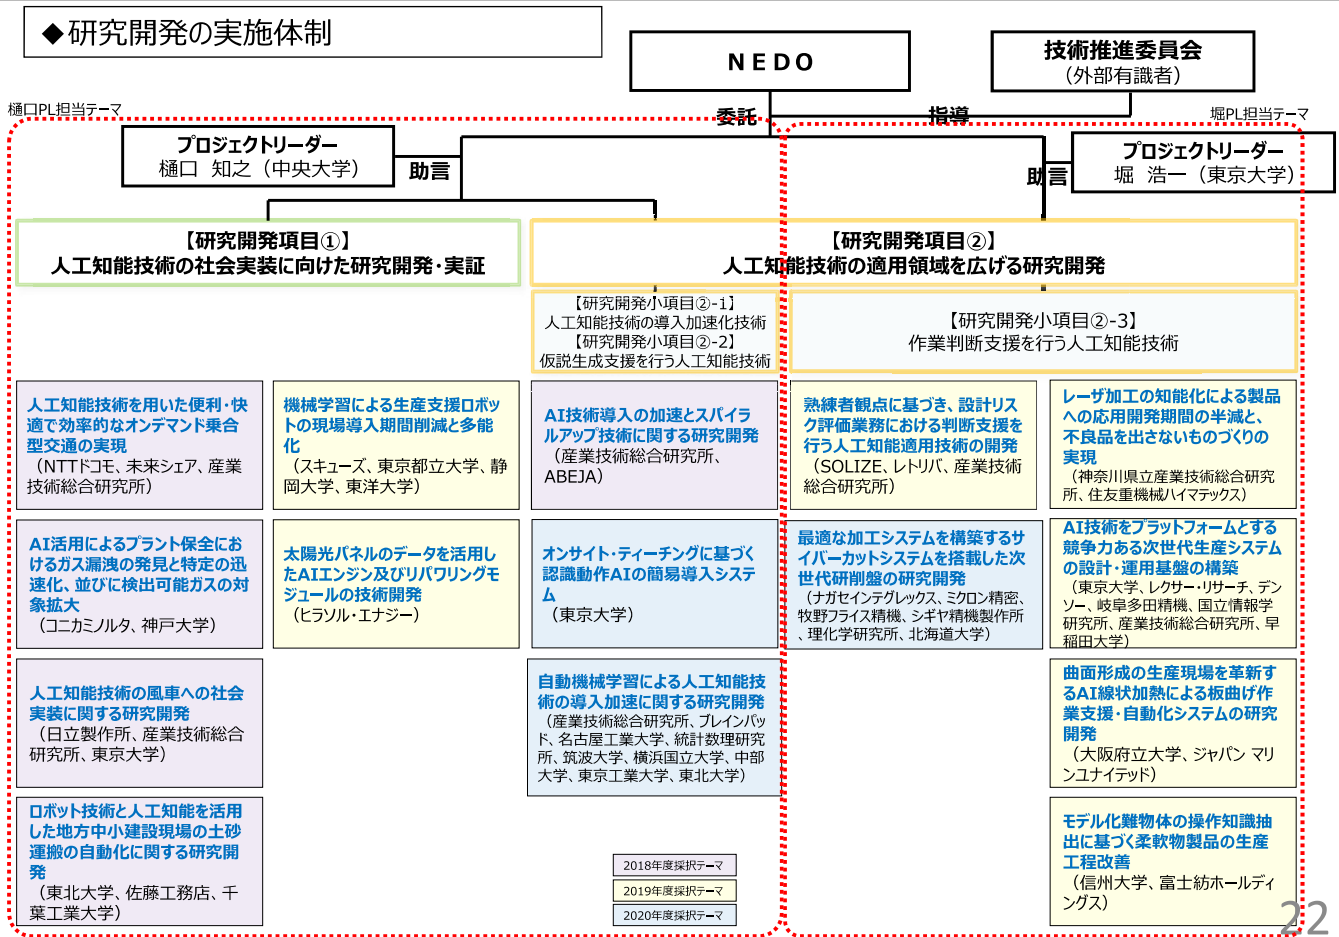 ◆研究開発の実施体制
NEDO
技術推進委員会
（外部有識者）
樋口PL担当テーマ
委託
指導
堀PL担当テーマ
プロジェクトリーダー
樋口　知之（中央大学）
助言
プロジェクトリーダー
堀　浩一（東京大学）
助言
【研究開発項目①】
人工知能技術の社会実装に向けた研究開発・実証
【研究開発項目②】
人工知能技術の適用領域を広げる研究開発
【研究開発小項目②-1】
人工知能技術の導入加速化技術
【研究開発小項目②-2】
仮説生成支援を行う人工知能技術
【研究開発小項目②-3】
作業判断支援を行う人工知能技術
人工知能技術を用いた便利・快
適で効率的なオンデマンド乗合
型交通の実現
（NTTドコモ、未来シェア、産業
技術総合研究所）
機械学習による生産支援ロボッ
トの現場導入期間削減と多能
化
（スキューズ、東京都立大学、静
岡大学、東洋大学）
AI技術導入の加速とスパイラ
ルアップ技術に関する研究開発
（産業技術総合研究所、
ABEJA）
熟練者観点に基づき、設計リス
ク評価業務における判断支援を
行う人工知能適用技術の開発
（SOLIZE、レトリバ、産業技術
総合研究所）
レーザ加工の知能化による製品
への応用開発期間の半減と、
不良品を出さないものづくりの
実現
（神奈川県立産業技術総合研究
所、住友重機械ハイマテックス）
AI活用によるプラント保全にお
けるガス漏洩の発見と特定の迅
速化、並びに検出可能ガスの対
象拡大
（コニカミノルタ、神戸大学）
太陽光パネルのデータを活用し
たAIエンジン及びリパワリングモ
ジュールの技術開発
（ヒラソル・エナジー）
オンサイト・ティーチングに基づく
認識動作AIの簡易導入システ
ム
（東京大学）
最適な加工システムを構築するサ
イバーカットシステムを搭載した次
世代研削盤の研究開発
（ナガセインテグレックス、ミクロン精密、
牧野フライス精機、シギヤ精機製作所
、理化学研究所、北海道大学）
AI技術をプラットフォームとする
競争力ある次世代生産システム
の設計・運用基盤の構築
（東京大学、レクサー・リサーチ、デン
ソー、岐阜多田精機、国立情報学
研究所、産業技術総合研究所、早
稲田大学）
人工知能技術の風車への社会
実装に関する研究開発
（日立製作所、産業技術総合
研究所、東京大学）
自動機械学習による人工知能技
術の導入加速に関する研究開発
（産業技術総合研究所、ブレインパッ
ド、名古屋工業大学、統計数理研究
所、筑波大学、横浜国立大学、中部
大学、東京工業大学、東北大学）
曲面形成の生産現場を革新す
るAI線状加熱による板曲げ作
業支援・自動化システムの研究
開発
（大阪府立大学、ジャパン マリ
ンユナイテッド）
ロボット技術と人工知能を活用
した地方中小建設現場の土砂
運搬の自動化に関する研究開
発
（東北大学、佐藤工務店、千
葉工業大学）
モデル化難物体の操作知識抽
出に基づく柔軟物製品の生産
工程改善
（信州大学、富士紡ホールディ
ングス）
2018年度採択テーマ
2019年度採択テーマ
2020年度採択テーマ
22